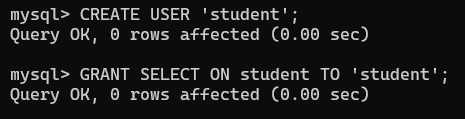 mysql> CREATE USER 'student';
Query OK, 0 rows affected (0.00 sec)
mysql> GRANT SELECT ON student TO 'student';
Query OK, 0 rows affected (0.00 sec)